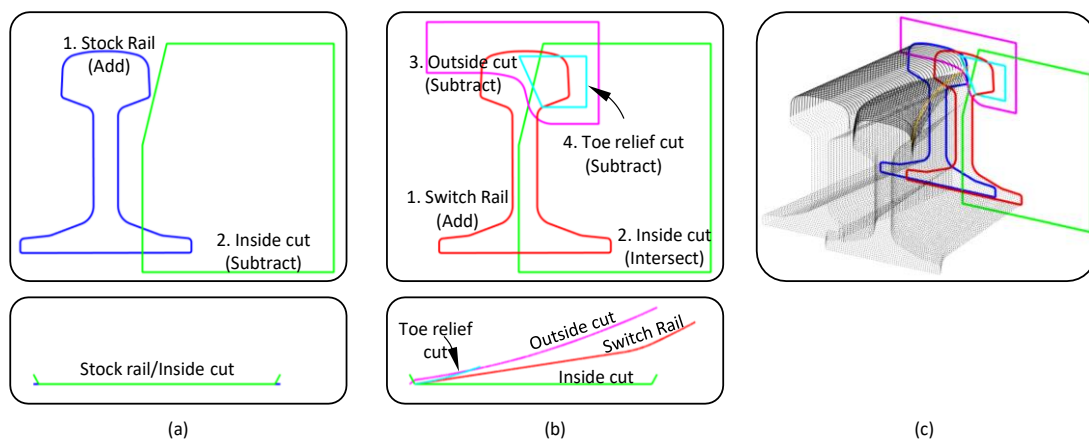 1. Stock Rail
(Add)
2. Inside cut
(Subtract)
3. Outside cut
(Subtract)
4. Toe relief cut
(Subtract)
1. Switch Rail
(Add)
2. Inside cut
(Intersect)
Stock rail/Inside cut
Toe relief
cut
Outside cut
Switch Rail
Inside cut
(a)
(b)
(c)